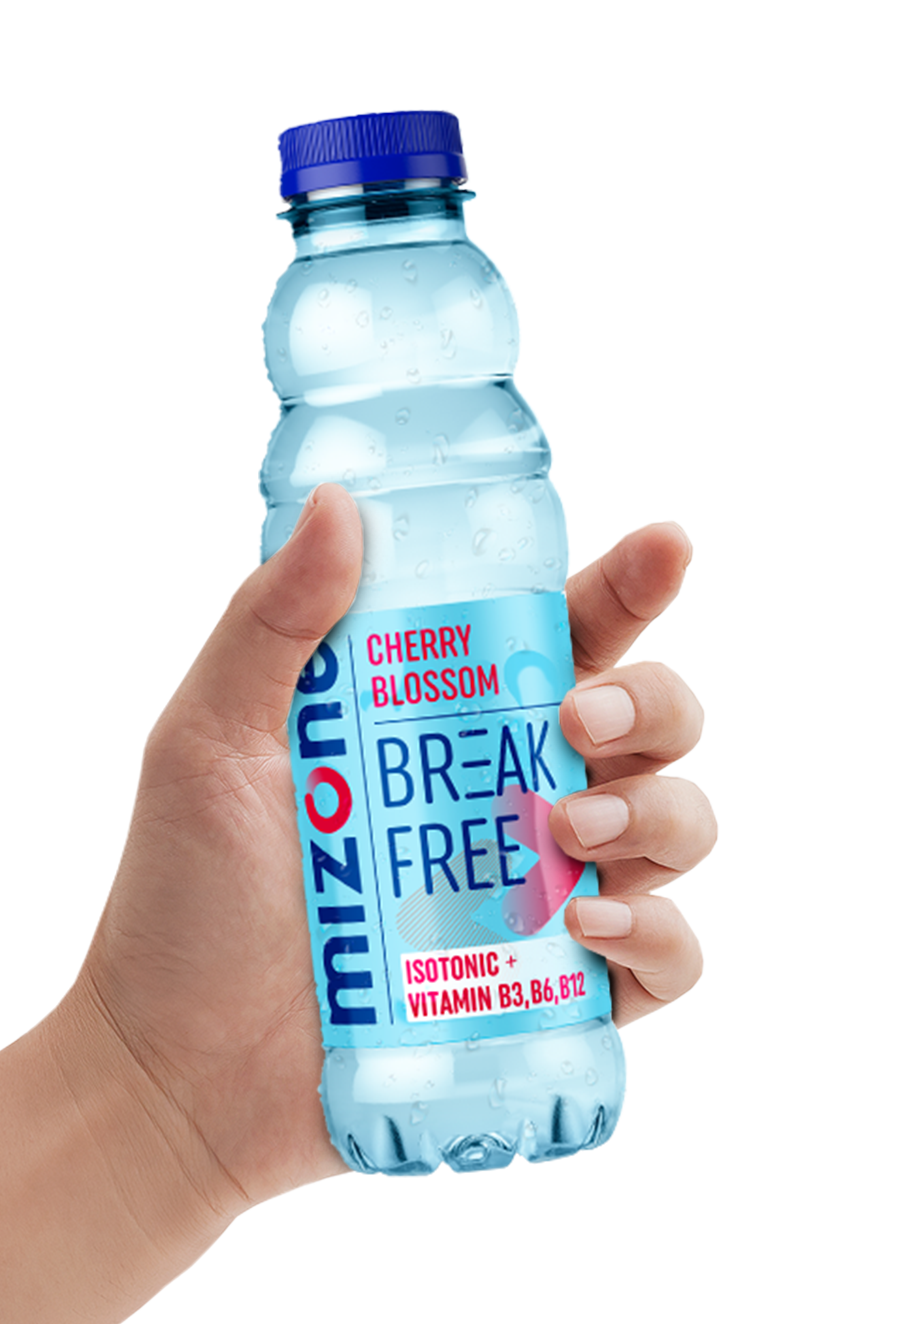 mizone
CHERRY
BLOSSOM
BREAK
FREE
ISOTONIC +
VITAMIN B3,B6,B12